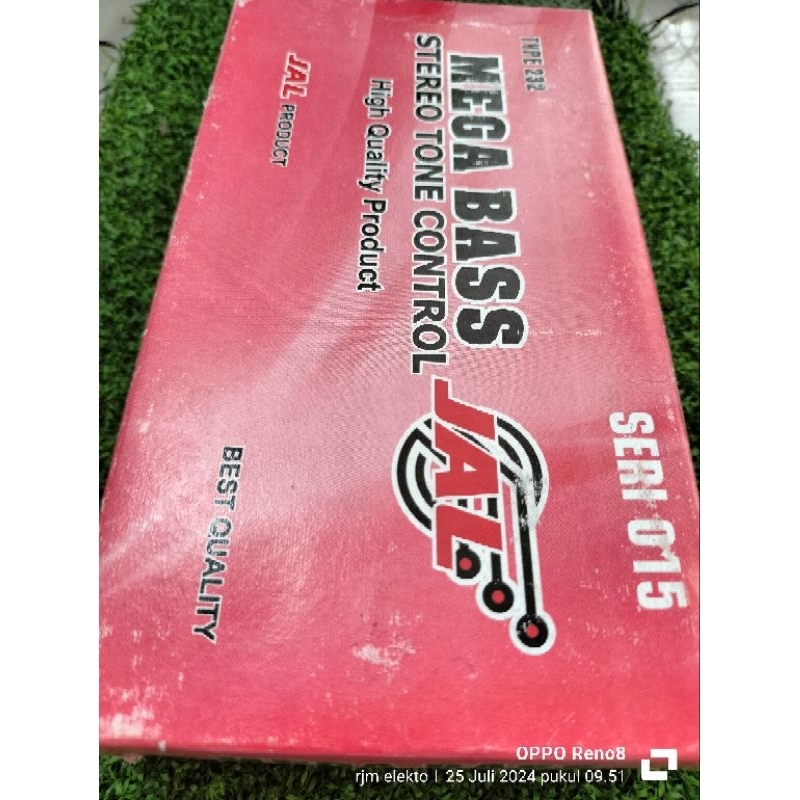 TYPE 232
MEGA BASS
STEREO TONE CONTROL
High Quality Product
JAL PRODUCT
SERI 015
JAL
BEST QUALITY
OPPO Reno8
rjm elekto | 25 Juli 2024 pukul 09.51